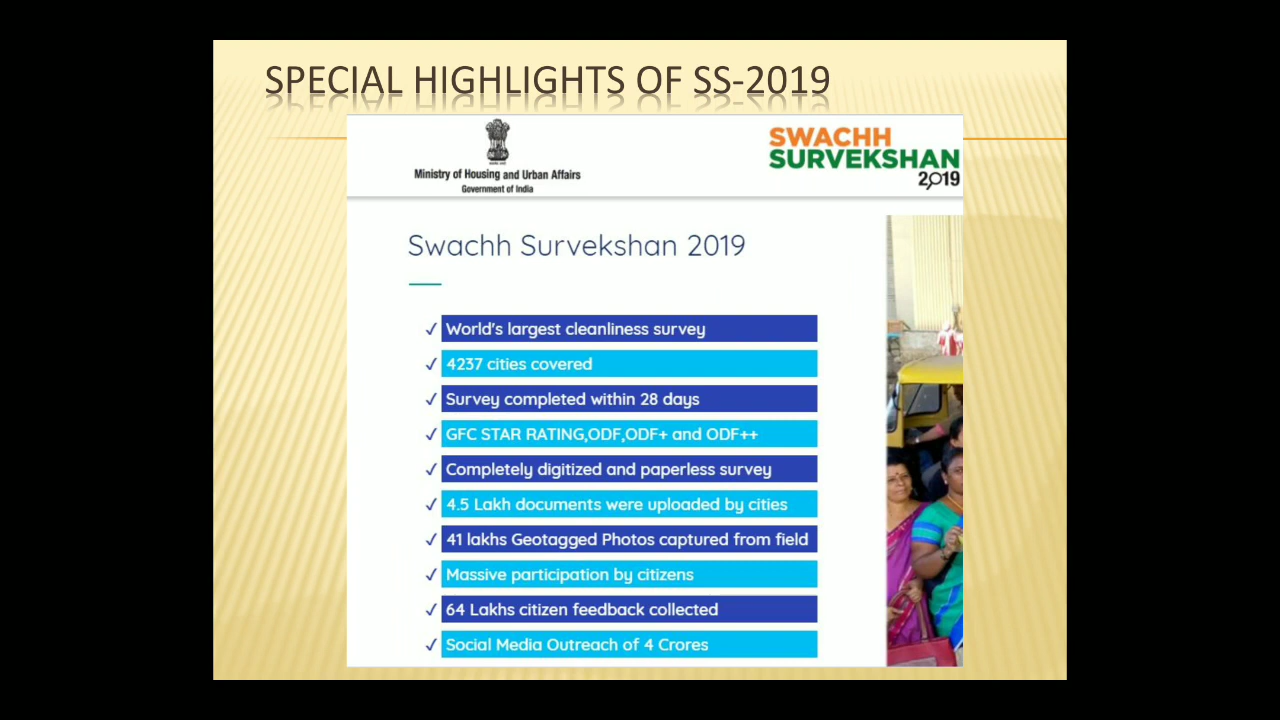 SPECIAL HIGHLIGHTS OF SS-2019
Ministry of Housing and Urban Affairs
Government of India
SWACHH
SURVEKSHAN
2019
Swachh Survekshan 2019
✓ World's largest cleanliness survey
✓ 4237 cities covered
✓ Survey completed within 28 days
✓ GFC STAR RATING,ODF,ODF+ and ODF++
✓ Completely digitized and paperless survey
✓ 4.5 Lakh documents were uploaded by cities
✓ 41 lakhs Geotagged Photos captured from field
✓ Massive participation by citizens
✓ 64 Lakhs citizen feedback collected
✓ Social Media Outreach of 4 Crores